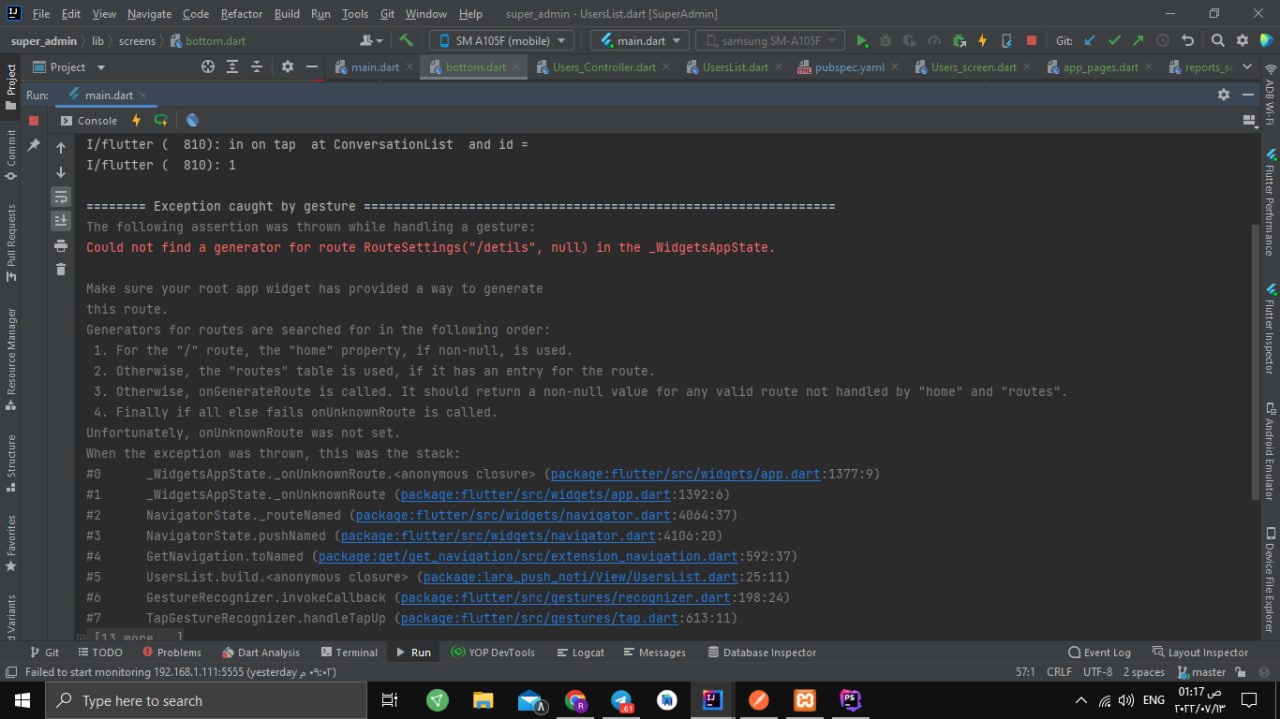 File Edit View Navigate Code Refactor Build Run Tools Git Window Help super_admin - UsersList.dart [SuperAdmin]
super_admin lib screens bottom.dart SM A105F (mobile) main.dart samsung SM-A105F Git:
Project main.dart bottom.dart Users_Controller.dart UsersList.dart pubspec.yaml Users_screen.dart app_pages.dart reports_s
Run: main.dart
Console
I/flutter ( 810): in on tap at ConversationList and id =
I/flutter ( 810): 1
======== Exception caught by gesture ===============================================================
The following assertion was thrown while handling a gesture:
Could not find a generator for route RouteSettings("/detils", null) in the _WidgetsAppState.
Make sure your root app widget has provided a way to generate
this route.
Generators for routes are searched for in the following order:
1. For the "/" route, the "home" property, if non-null, is used.
2. Otherwise, the "routes" table is used, if it has an entry for the route.
3. Otherwise, onGenerateRoute is called. It should return a non-null value for any valid route not handled by "home" and "routes".
4. Finally if all else fails onUnknownRoute is called.
Unfortunately, onUnknownRoute was not set.
When the exception was thrown, this was the stack:
#0 _WidgetsAppState._onUnknownRoute.<anonymous closure> (package:flutter/src/widgets/app.dart:1377:9)
#1 _WidgetsAppState._onUnknownRoute (package:flutter/src/widgets/app.dart:1392:6)
#2 NavigatorState._routeNamed (package:flutter/src/widgets/navigator.dart:4064:37)
#3 NavigatorState.pushNamed (package:flutter/src/widgets/navigator.dart:4106:20)
#4 GetNavigation.toNamed (package:get/get_navigation/src/extension_navigation.dart:592:37)
#5 UsersList.build.<anonymous closure> (package:lara_push_noti/View/UsersList.dart:25:11)
#6 GestureRecognizer.invokeCallback (package:flutter/src/gestures/recognizer.dart:198:24)
#7 TapGestureRecognizer.handleTapUp (package:flutter/src/gestures/tap.dart:613:11)
[13 more...]
Project
Commit
Pull Requests
Resource Manager
Structure
Favorites
Variants
ADB Wi-Fi
Flutter Performance
Flutter Inspector
Android Emulator
Device File Explorer
Git TODO Problems Dart Analysis Terminal Run YOP DevTools Logcat Messages Database Inspector Event Log Layout Inspector
Failed to start monitoring 192.168.1.111:5555 (yesterday م ٠٩:٠٢) 57:1 CRLF UTF-8 2 spaces master
Type here to search 61 ENG 01:17 ص
٢٠٢٢/٠٧/١٣